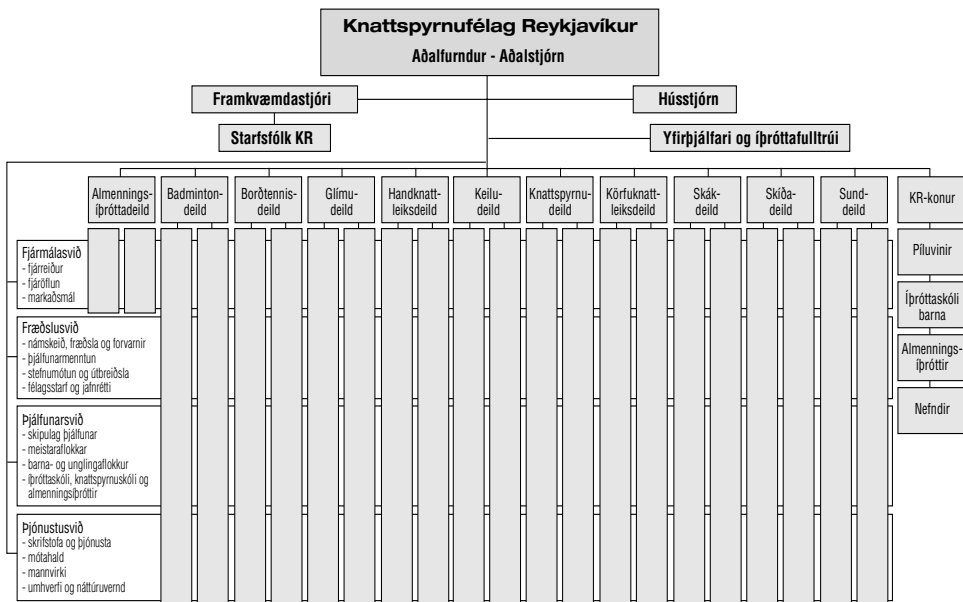 Knattspyrnufélag Reykjavíkur
Aðalfurndur - Aðalstjórn
Framkvæmdastjóri
Hússtjórn
Starfsfólk KR
Yfirþjálfari og íþróttafulltrúi
Almennings-
íþróttadeild
Badminton-
deild
Borðtennis-
deild
Glímu-
deild
Handknatt-
leiksdeild
Keilu-
deild
Knattspyrnu-
deild
Körfuknatt-
leiksdeild
Skák-
deild
Skíða-
deild
Sund-
deild
KR-konur
Píluvinir
Íþróttaskóli
barna
Almennings-
íþróttir
Nefndir
Fjármálasvið
- fjárreiður
- fjáröflun
- markaðsmál
Fræðslusvið
- námskeið, fræðsla og forvarnir
- þjálfunarmenntun
- stefnumótun og útbreiðsla
- félagsstarf og jafnrétti
Þjálfunarsvið
- skipulag þjálfunar
- meistaraflokkar
- barna- og unglingaflokkur
- íþróttaskóli, knattspyrnuskóli og
almenningsíþróttir
Þjónustusvið
- skrifstofa og þjónusta
- mótahald
- mannvirki
- umhverfi og náttúruvernd